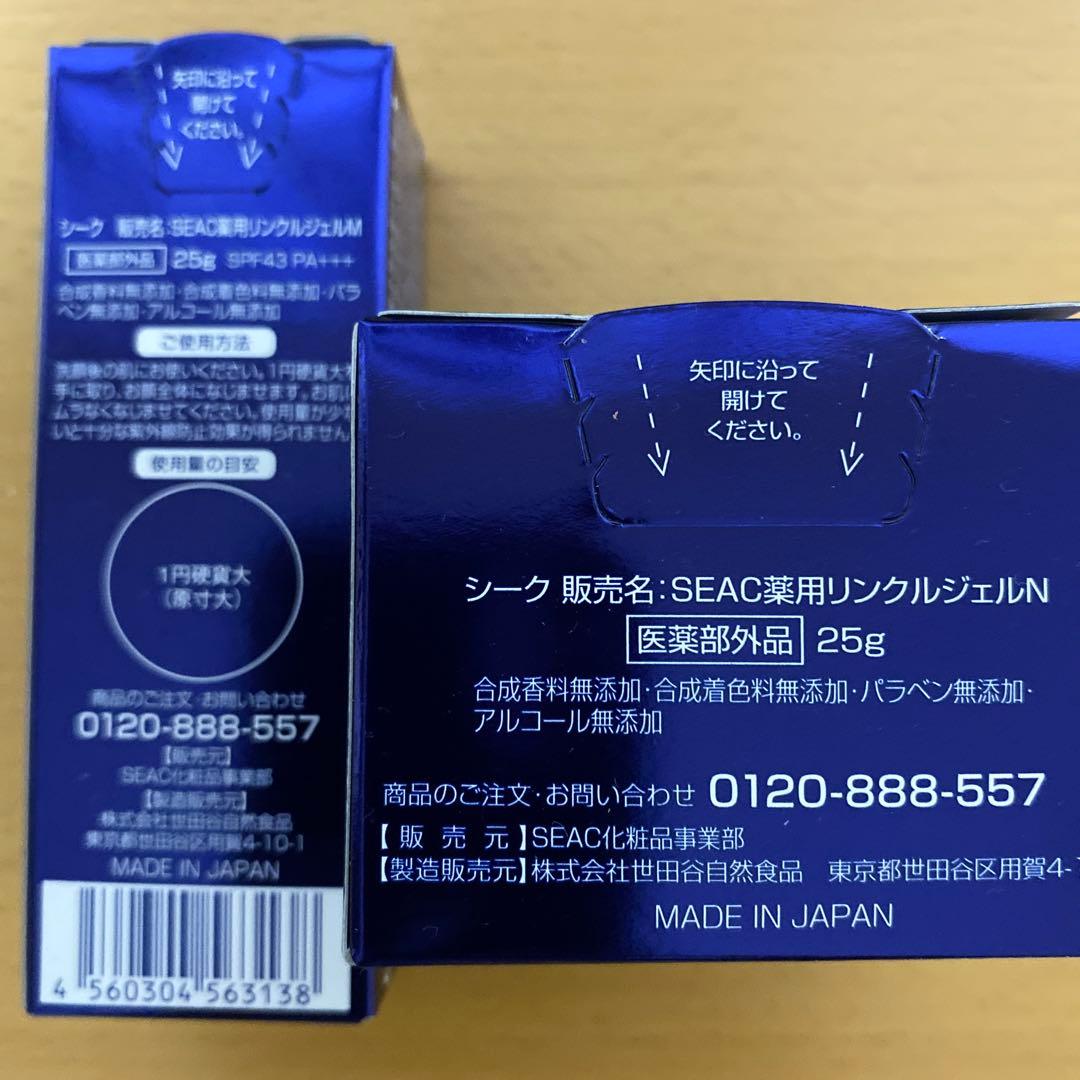 矢印に沿って
開けて
ください。
シーク 販売名:SEAC薬用リンクルジェルM
医薬部外品 25g SPF43 PA+++
合成香料無添加・合成着色料無添加・パラ
ベン無添加・アルコール無添加
ご使用方法
洗顔後の肌にお使いください。1円硬貨大
手に取り、お顔全体になじませます。お肌
ムラなくなじませてください。使用量が少
いと十分な紫外線防止効果が得られません
使用量の目安
1円硬貨大
(原寸大)
商品のご注文・お問い合わせ
0120-888-557
【販売元】
SEAC化粧品事業部
【製造販売元】
株式会社世田谷自然食品
東京都世田谷区用賀4-10-1
MADE IN JAPAN
4 560304 563138
矢印に沿って
開けて
ください。
シーク 販売名:SEAC薬用リンクルジェルN
医薬部外品 25g
合成香料無添加・合成着色料無添加・パラベン無添加・
アルコール無添加
商品のご注文・お問い合わせ 0120-888-557
【販売元】SEAC化粧品事業部
【製造販売元】株式会社世田谷自然食品 東京都世田谷区用賀4-
MADE IN JAPAN